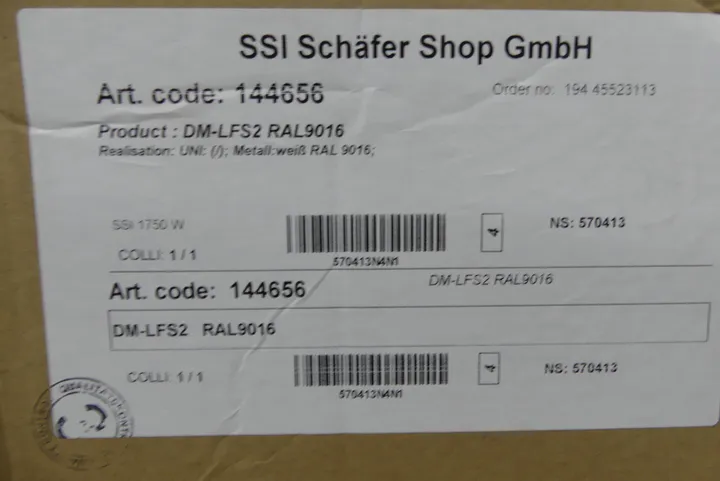 SSI Schäfer Shop GmbH
Art. code: 144656
Order no: 194 45523113
Product : DM-LFS2 RAL9016
Realisation: UNI: (/); Metall:weiß RAL 9016;
SSI 1750 W
4
NS: 570413
COLLI: 1 / 1
570413N4N1
Art. code: 144656
DM-LFS2 RAL9016
DM-LFS2 RAL9016
COLLI: 1 / 1
4
NS: 570413
570413N4N1